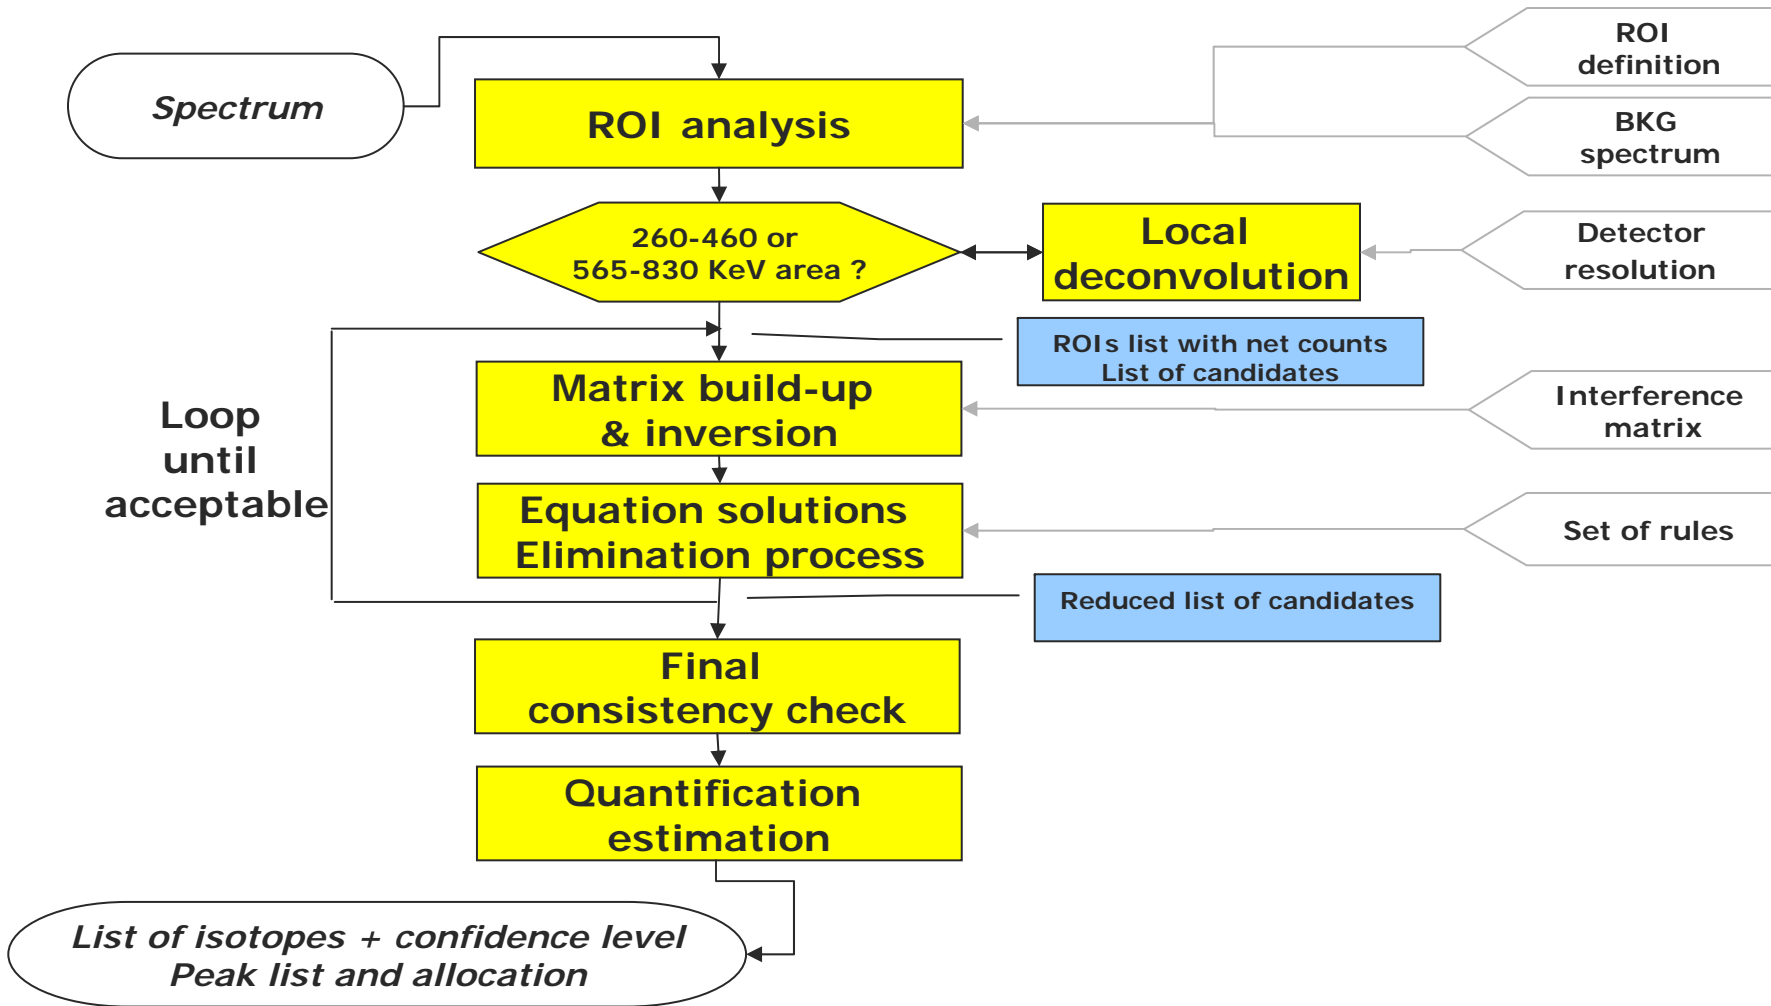 Spectrum
ROI analysis
ROI
definition
BKG
spectrum
260-460 or
565-830 KeV area ?
Local
deconvolution
Detector
resolution
ROIs list with net counts
List of candidates
Matrix build-up
& inversion
Interference
matrix
Loop
until
acceptable
Equation solutions
Elimination process
Set of rules
Reduced list of candidates
Final
consistency check
Quantification
estimation
List of isotopes + confidence level
Peak list and allocation